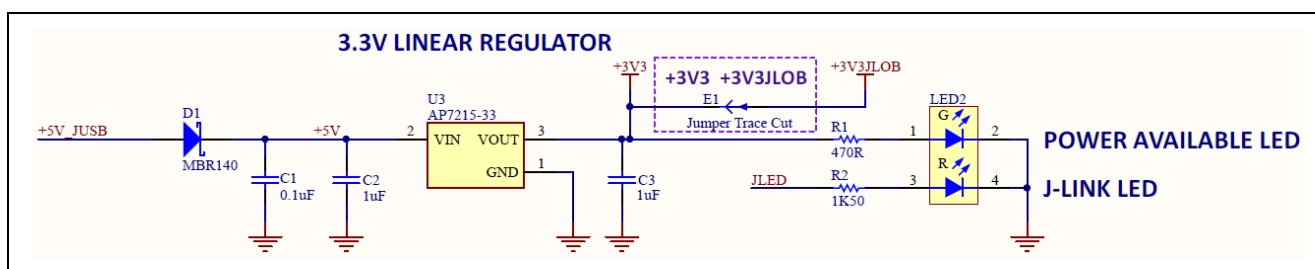 3.3V LINEAR REGULATOR
+3V3
+3V3 +3V3JLOB
+3V3JLOB
E1
Jumper Trace Cut
D1
+5V_JUSB
MBR140
+5V
U3
AP7215-33
2
VIN
VOUT
3
GND
1
C1
0.1uF
C2
1uF
C3
1uF
R1
470R
LED2
1
G
2
POWER AVAILABLE LED
JLED
R2
1K50
3
R
4
J-LINK LED